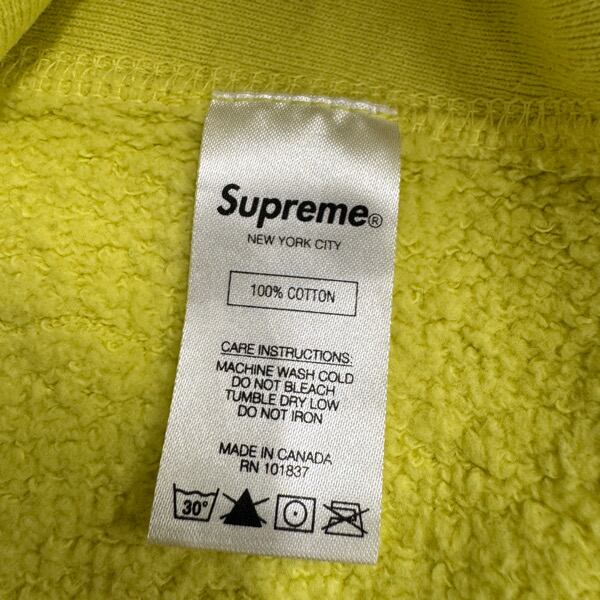 Supreme®
NEW YORK CITY
100% COTTON
CARE INSTRUCTIONS:
MACHINE WASH COLD
DO NOT BLEACH
TUMBLE DRY LOW
DO NOT IRON
MADE IN CANADA
RN 101837
30°